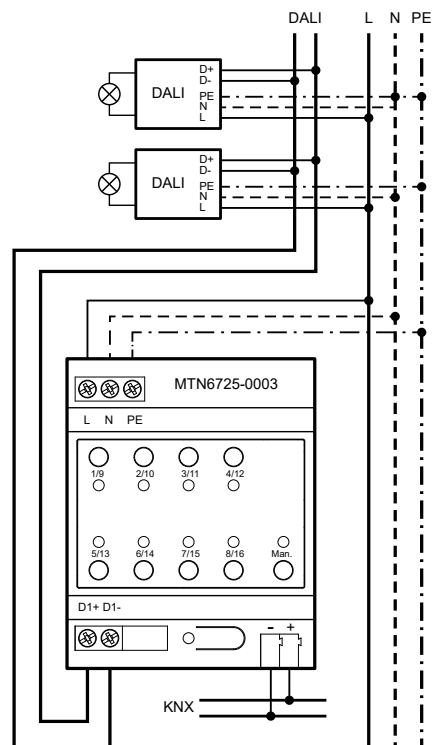 DALI L N PE
D+
D-
DALI PE
N
L
D+
D-
DALI PE
N
L
MTN6725-0003
L N PE
1/9 2/10 3/11 4/12
5/13 6/14 7/15 8/16 Man.
D1+ D1-
- +
KNX